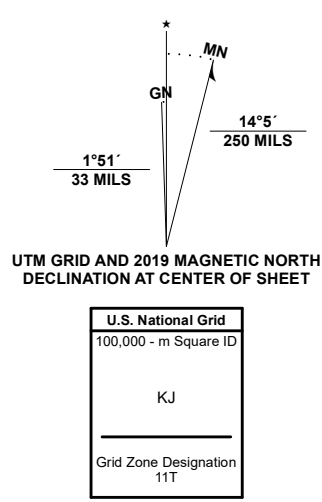 ★
MN
GN
14°5´
250 MILS
1°51´
33 MILS
UTM GRID AND 2019 MAGNETIC NORTH
DECLINATION AT CENTER OF SHEET
U.S. National Grid
100,000 - m Square ID
KJ
Grid Zone Designation
11T